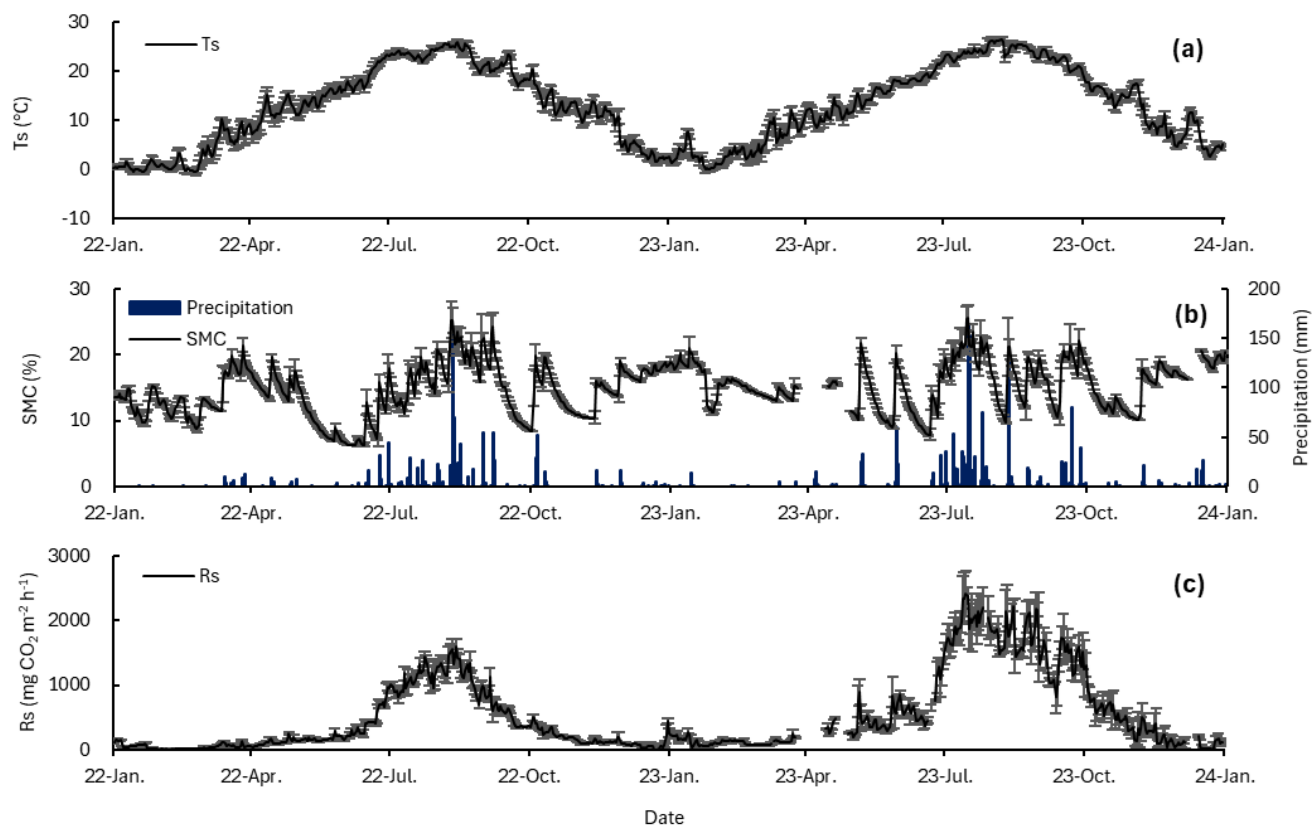 30
20
10
0
-10
Ts (°C)
Ts
(a)
22-Jan. 22-Apr. 22-Jul. 22-Oct. 23-Jan. 23-Apr. 23-Jul. 23-Oct. 24-Jan.
30
20
10
0
SMC (%)
Precipitation
SMC
(b)
200
150
100
50
0
Precipitation (mm)
22-Jan. 22-Apr. 22-Jul. 22-Oct. 23-Jan. 23-Apr. 23-Jul. 23-Oct. 24-Jan.
3000
2000
1000
0
Rs (mg CO₂ m⁻² h⁻¹)
Rs
(c)
22-Jan. 22-Apr. 22-Jul. 22-Oct. 23-Jan. 23-Apr. 23-Jul. 23-Oct. 24-Jan.
Date